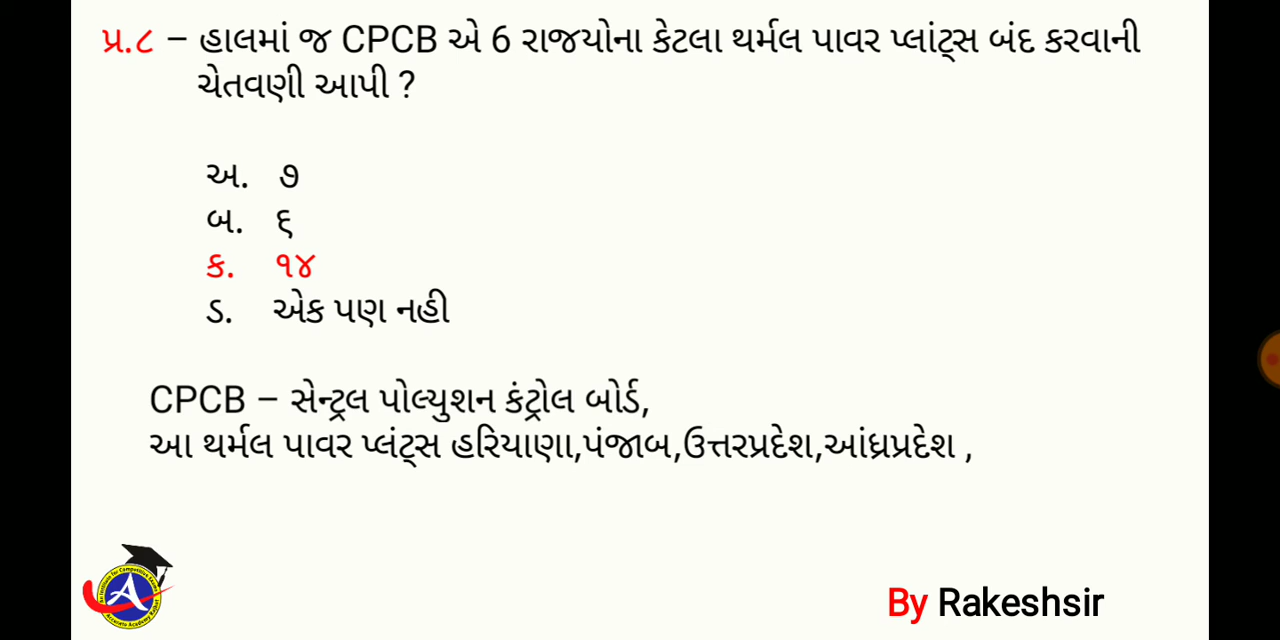 પ્ર.૮ – હાલમાં જ CPCB એ 6 રાજયોના કેટલા થર્મલ પાવર પ્લાંટ્સ બંદ કરવાની
ચેતવણી આપી ?
અ. ૭
બ. ૬
ક. ૧૪
ડ. એક પણ નહી
CPCB – સેન્ટ્રલ પોલ્યુશન કંટ્રોલ બોર્ડ,
આ થર્મલ પાવર પ્લંટ્સ હરિયાણા,પંજાબ,ઉત્તરપ્રદેશ,આંધ્રપ્રદેશ ,
By Rakeshsir